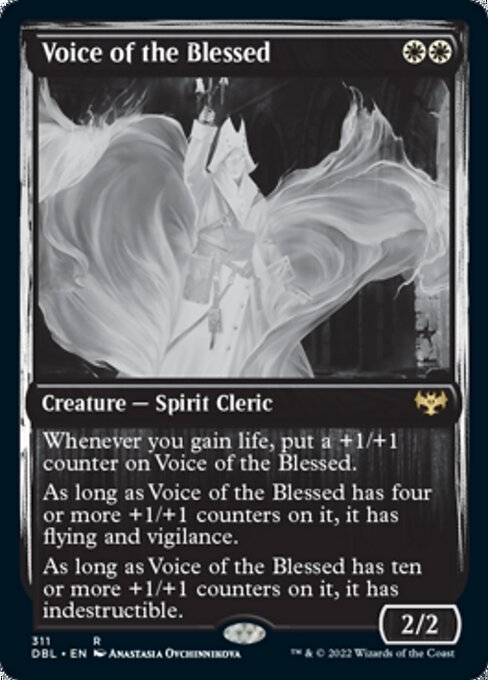 Voice of the Blessed
Creature — Spirit Cleric
Whenever you gain life, put a +1/+1
counter on Voice of the Blessed.
As long as Voice of the Blessed has four
or more +1/+1 counters on it, it has
flying and vigilance.
As long as Voice of the Blessed has ten
or more +1/+1 counters on it, it has
indestructible.
2/2
311 R
DBL • EN Anastasia Ovchinnikova
™ & © 2022 Wizards of the Coast